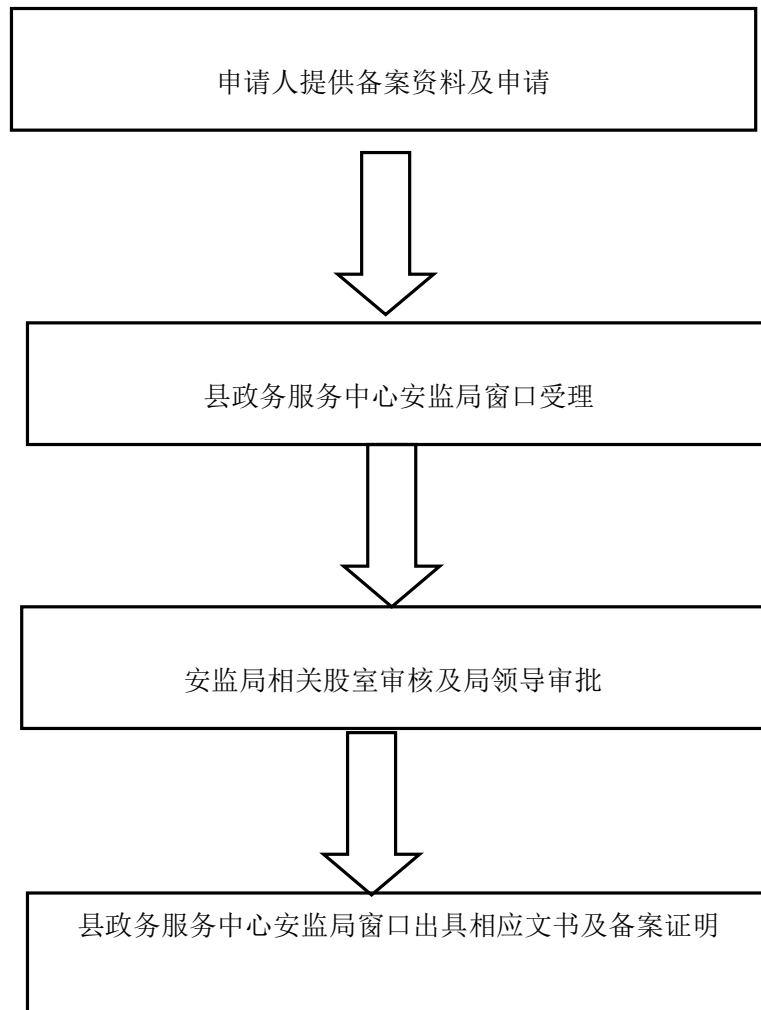 申请人提供备案资料及申请
县政务服务中心安监局窗口受理
安监局相关股室审核及局领导审批
县政务服务中心安监局窗口出具相应文书及备案证明